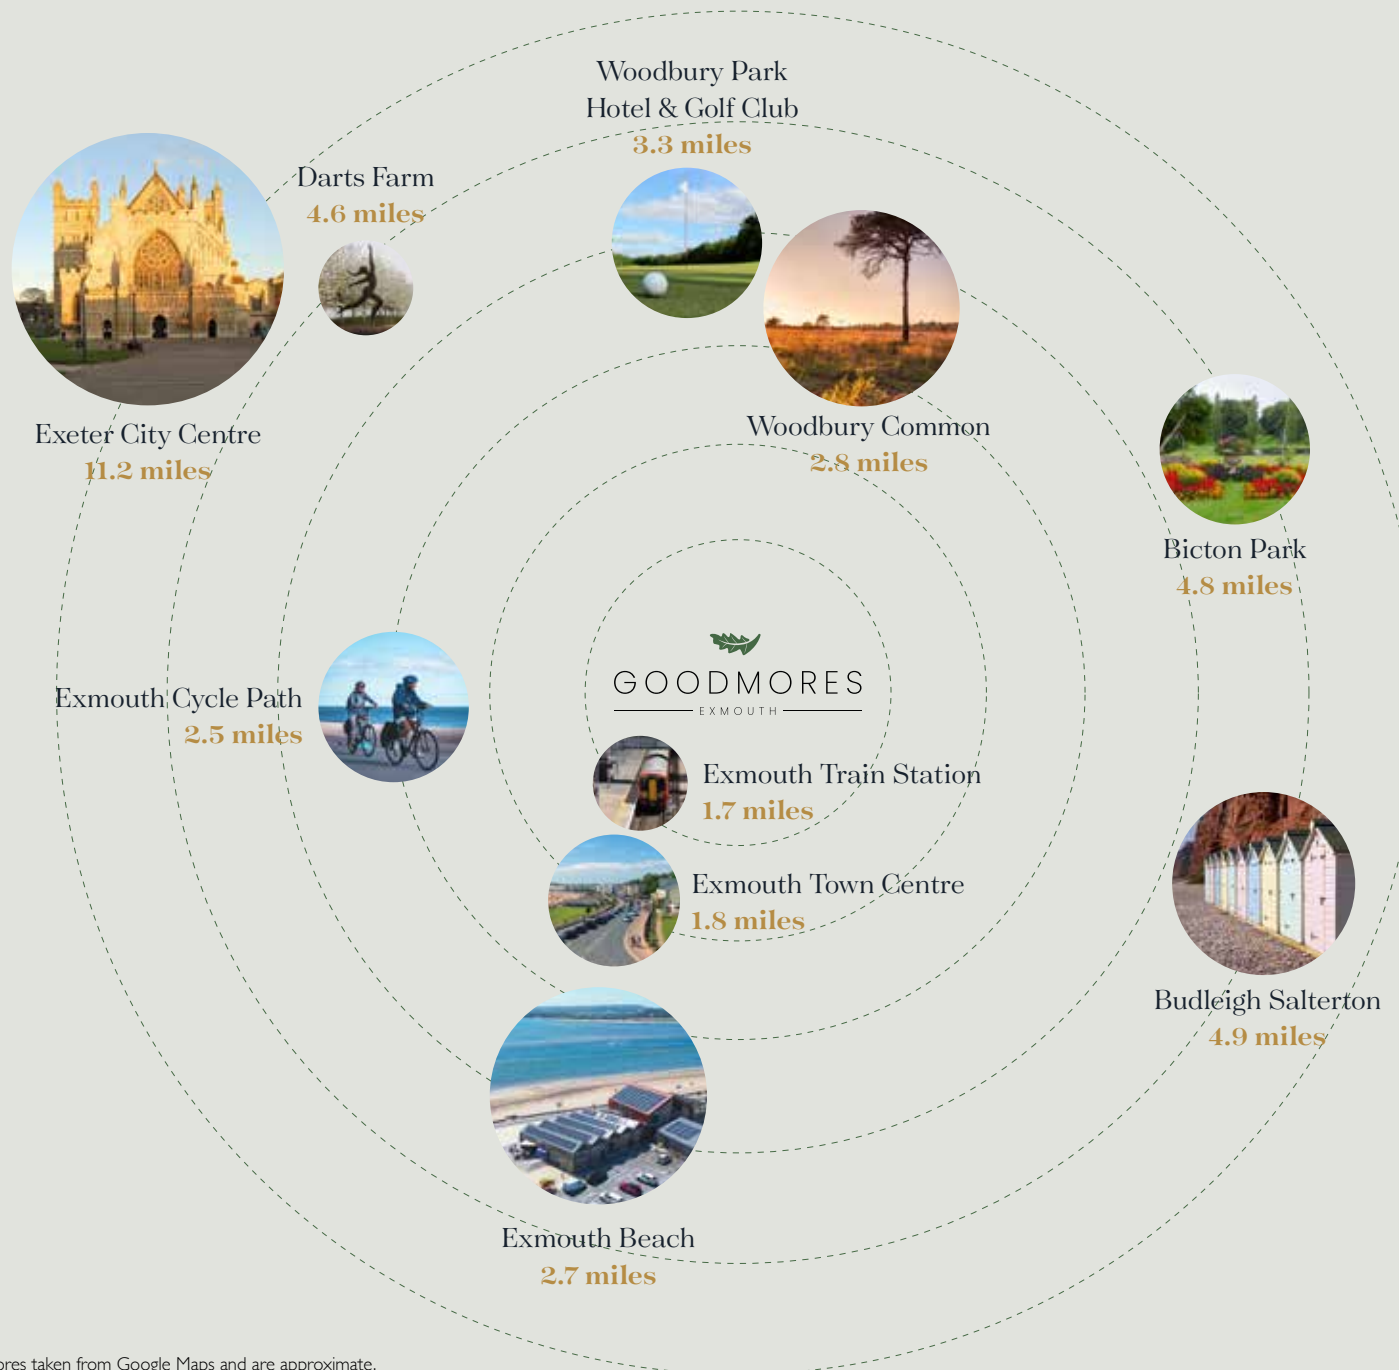 Woodbury Park
Hotel & Golf Club
3.3 miles
Darts Farm
4.6 miles
Exeter City Centre
11.2 miles
Woodbury Common
2.8 miles
Bicton Park
4.8 miles
GOODMORES
EXMOUTH
Exmouth Cycle Path
2.5 miles
Exmouth Train Station
1.7 miles
Exmouth Town Centre
1.8 miles
Budleigh Salterton
4.9 miles
Exmouth Beach
2.7 miles
taken from Google Maps and are approximate.